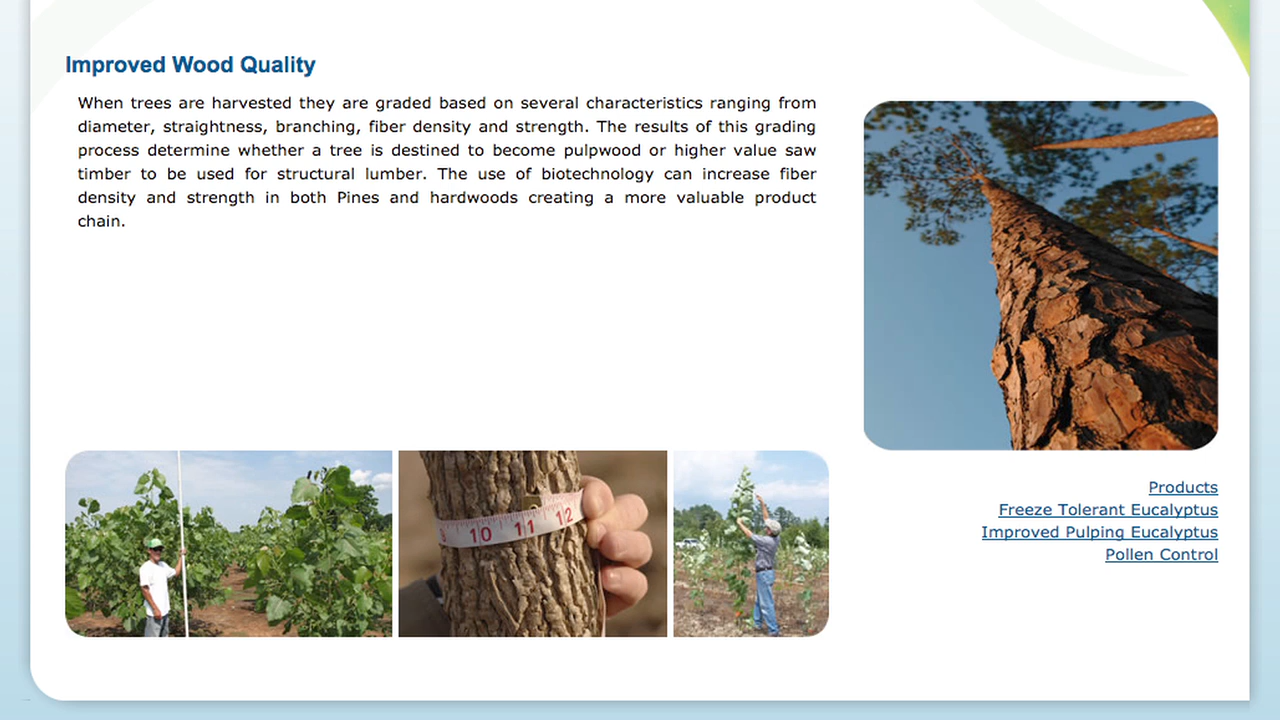 Improved Wood Quality
When trees are harvested they are graded based on several characteristics ranging from
diameter, straightness, branching, fiber density and strength. The results of this grading
process determine whether a tree is destined to become pulpwood or higher value saw
timber to be used for structural lumber. The use of biotechnology can increase fiber
density and strength in both Pines and hardwoods creating a more valuable product
chain.
10 11 12
Products
Freeze Tolerant Eucalyptus
Improved Pulping Eucalyptus
Pollen Control